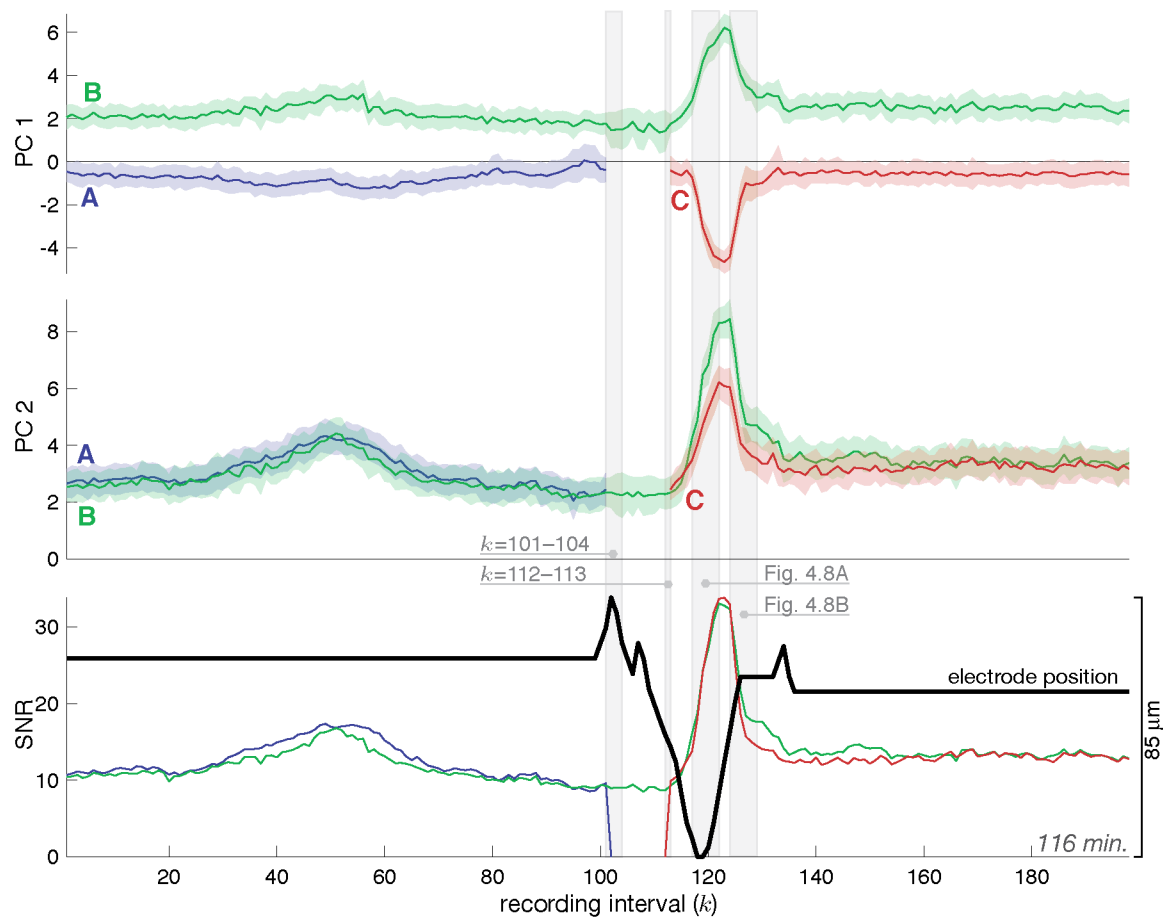 6
4
2
0
-2
-4
PC 1
B
A
C
8
6
4
2
0
PC 2
A
B
C
k=101–104
k=112–113
Fig. 4.8A
Fig. 4.8B
30
20
10
0
SNR
electrode position
85 μm
116 min.
20 40 60 80 100 120 140 160 180
recording interval (k)